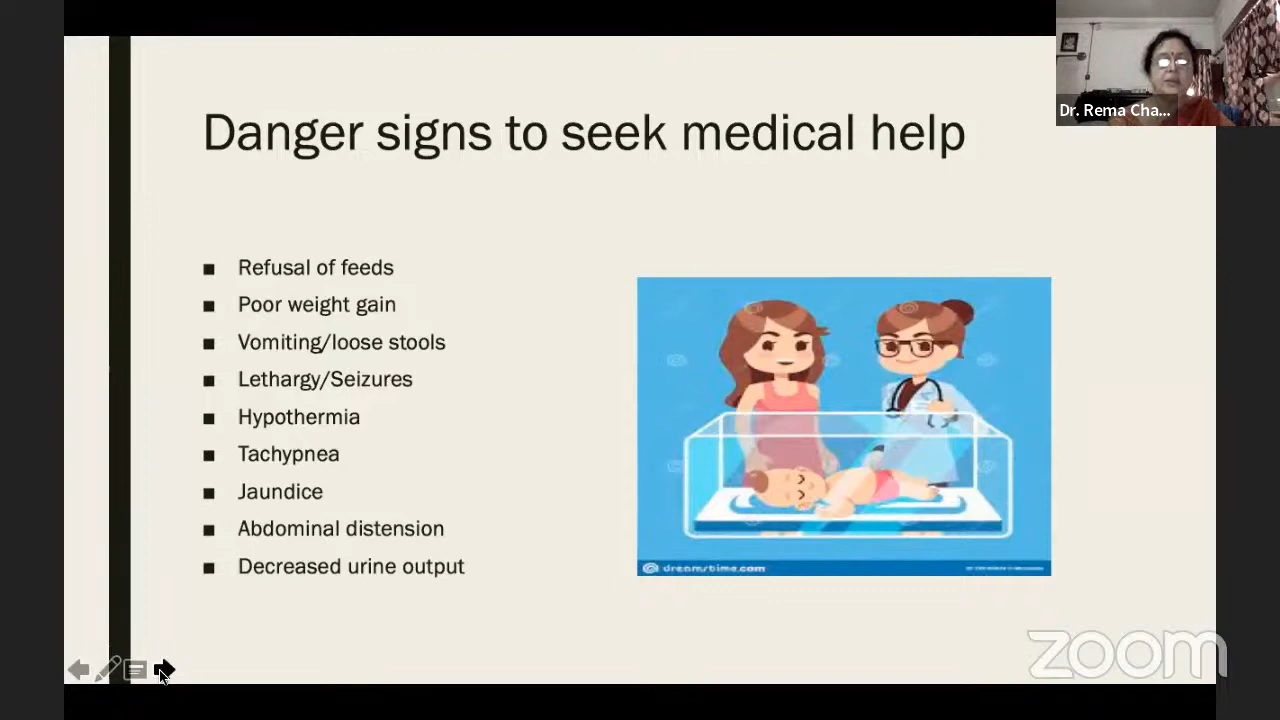 Dr. Rema Cha...
Danger signs to seek medical help
■ Refusal of feeds
■ Poor weight gain
■ Vomiting/loose stools
■ Lethargy/Seizures
■ Hypothermia
■ Tachypnea
■ Jaundice
■ Abdominal distension
■ Decreased urine output
dreamstime.com
zoom